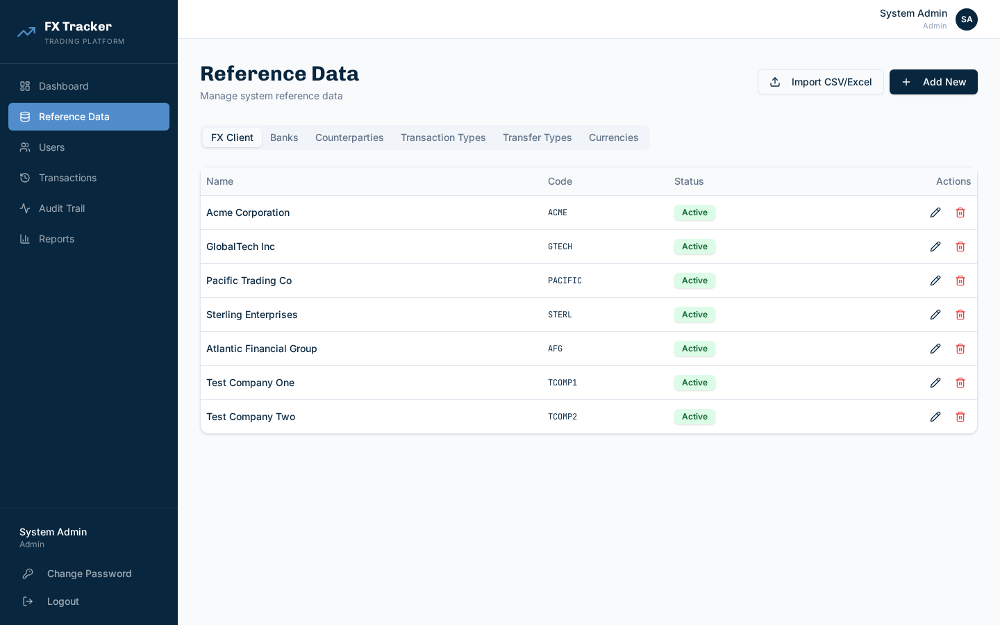 FX Tracker
TRADING PLATFORM
Dashboard
Reference Data
Users
Transactions
Audit Trail
Reports
System Admin
Admin
Change Password
Logout
System Admin
Admin
SA
Reference Data
Manage system reference data
Import CSV/Excel
Add New
FX Client Banks Counterparties Transaction Types Transfer Types Currencies
Name Code Status Actions
Acme Corporation ACME Active
GlobalTech Inc GTECH Active
Pacific Trading Co PACIFIC Active
Sterling Enterprises STERL Active
Atlantic Financial Group AFG Active
Test Company One TCOMP1 Active
Test Company Two TCOMP2 Active